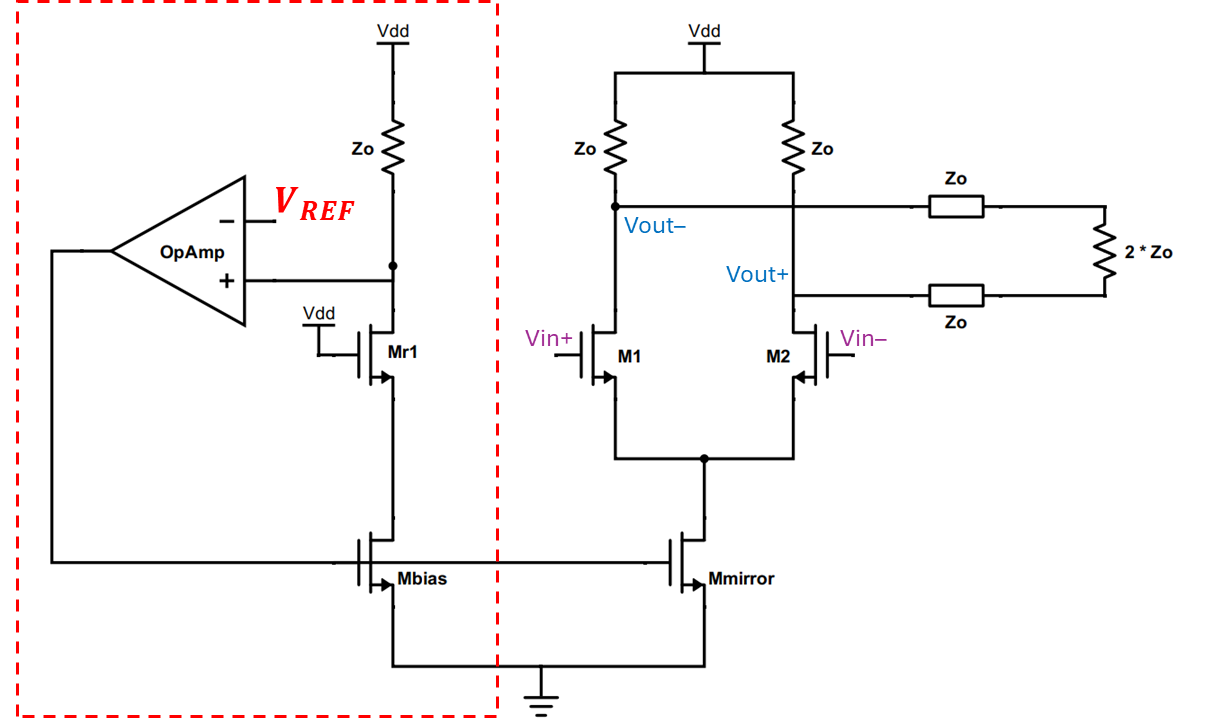 Vdd
Vdd
Zo
Zo
Zo
Zo
V_REF
–
OpAmp
+
Vout–
2 * Zo
Vout+
Vdd
Zo
Mr1
Vin+
M1
M2
Vin–
Mbias
Mmirror